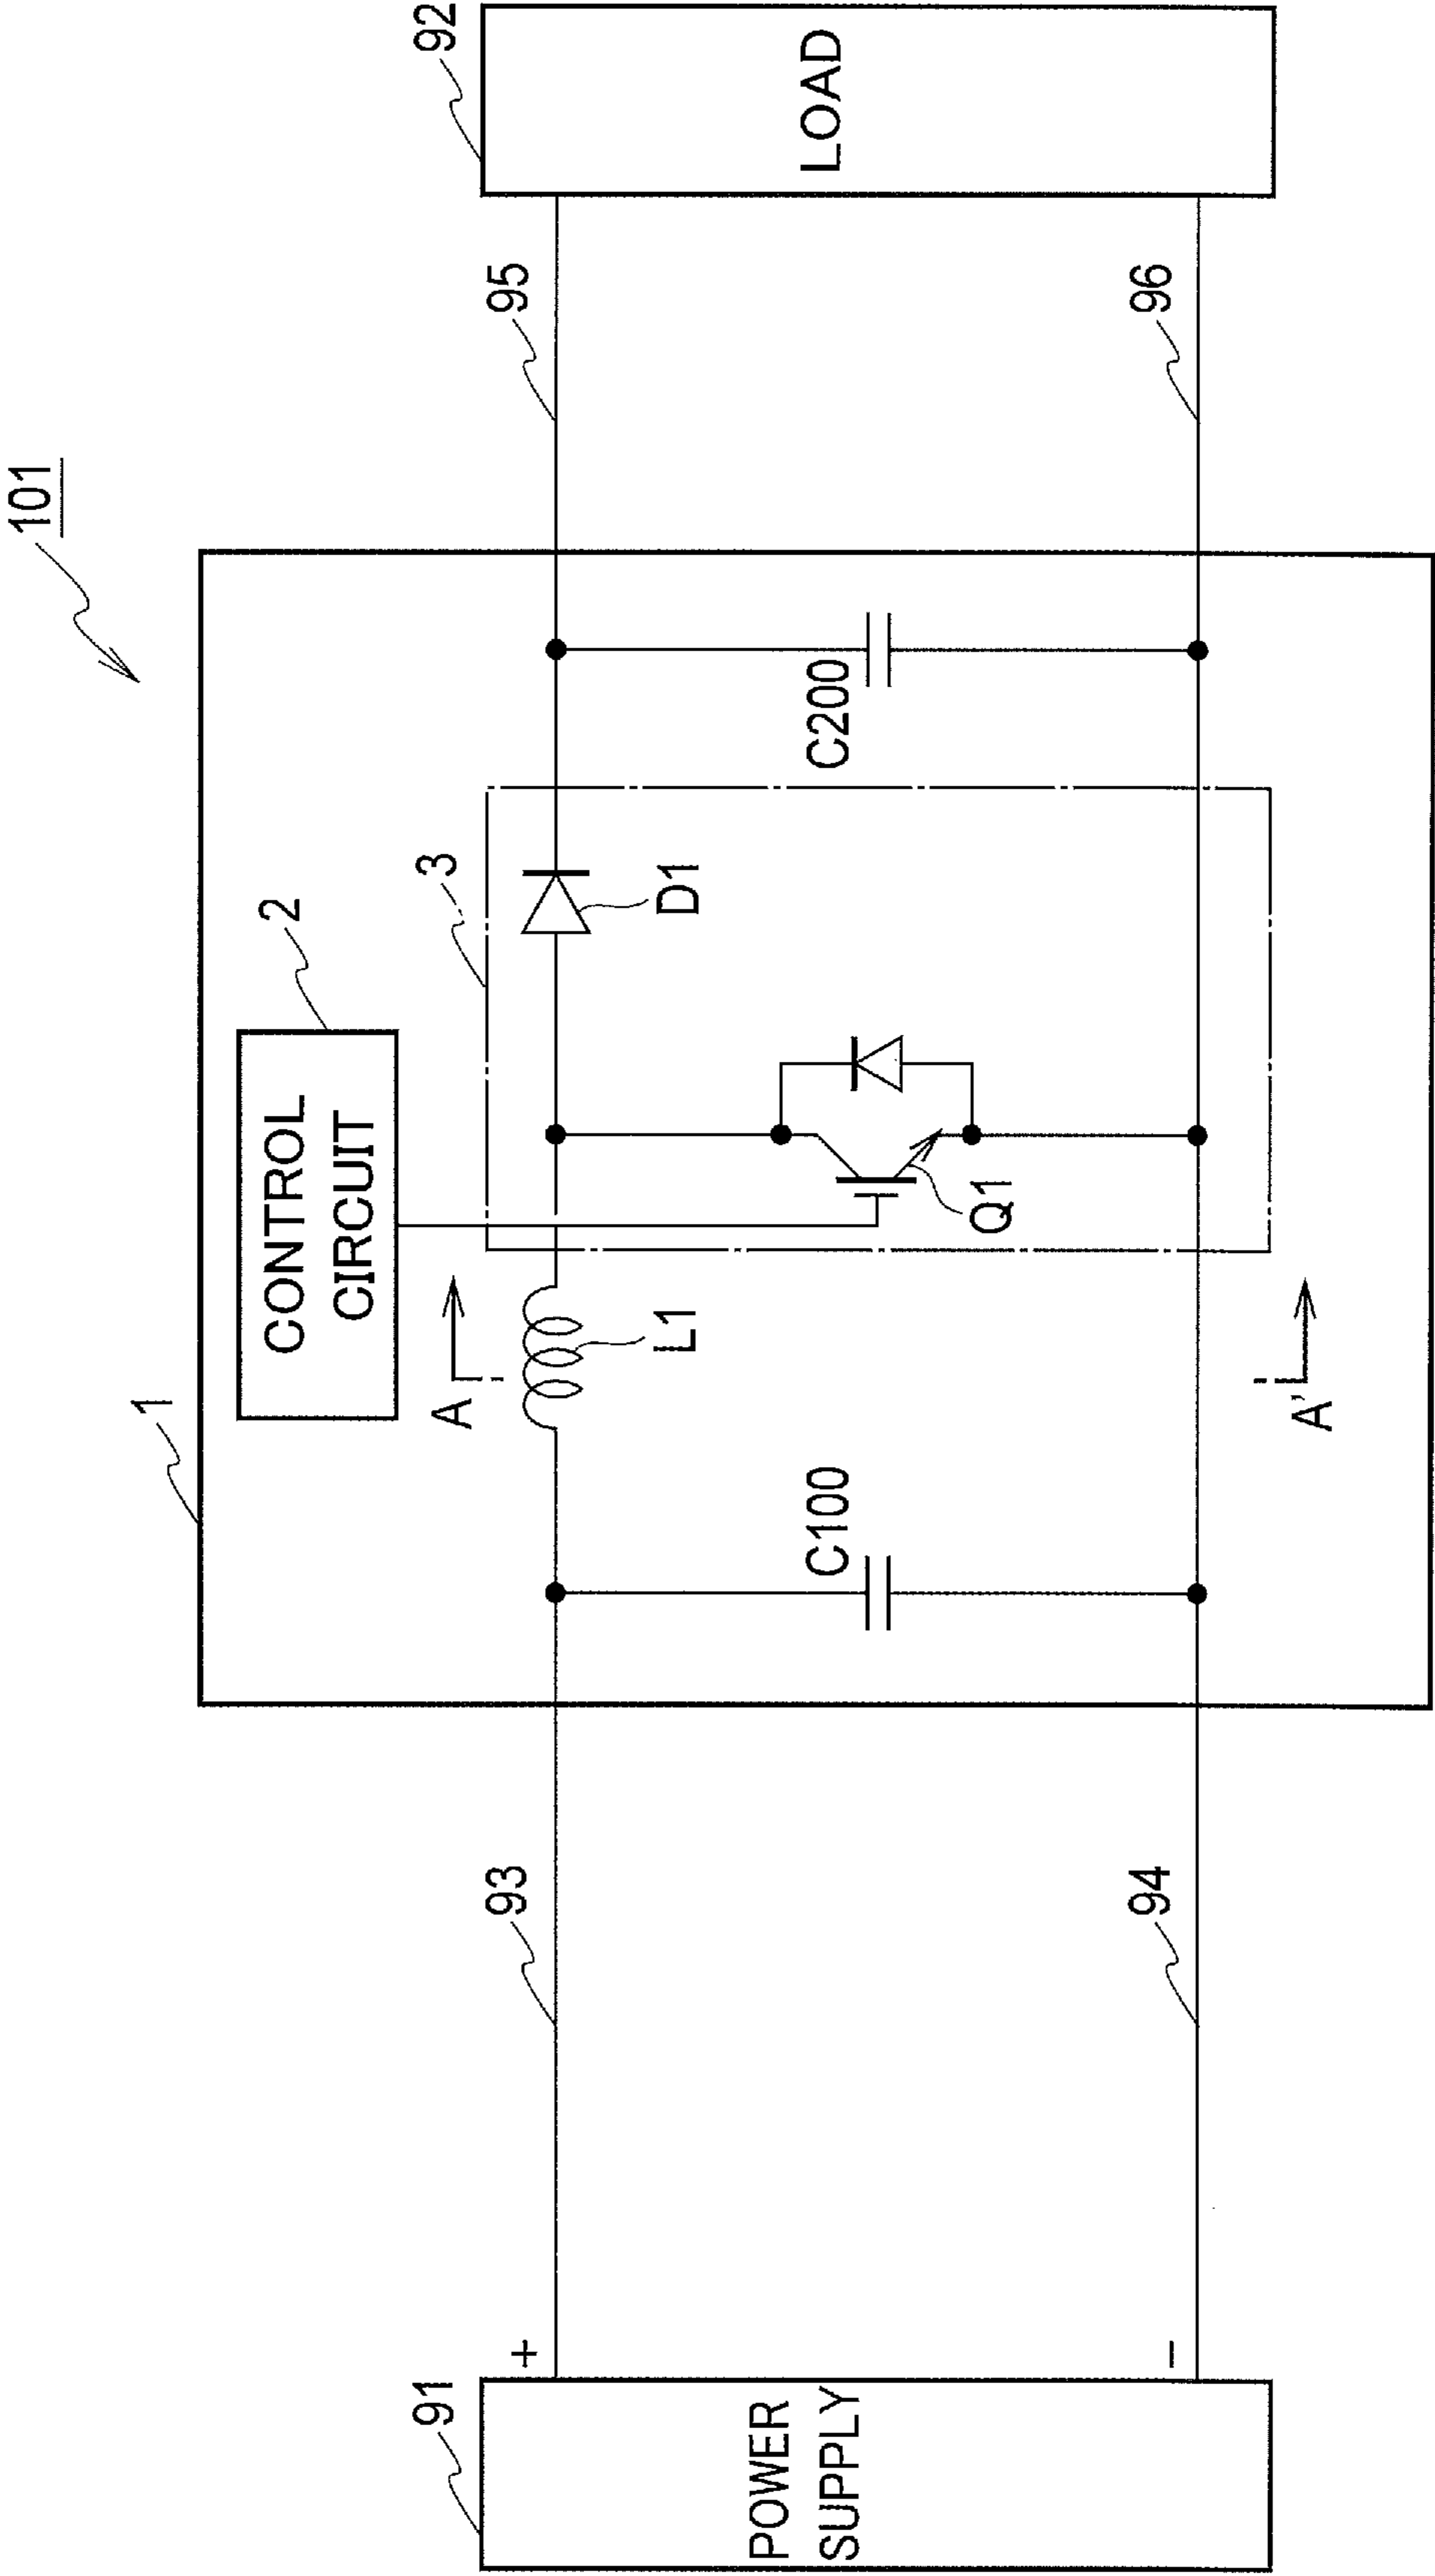 101
1
2
CONTROL
CIRCUIT
3
91
92
93
95
+
A
L1
D1
POWER
SUPPLY
C100
Q1
C200
LOAD
94
96
−
A'